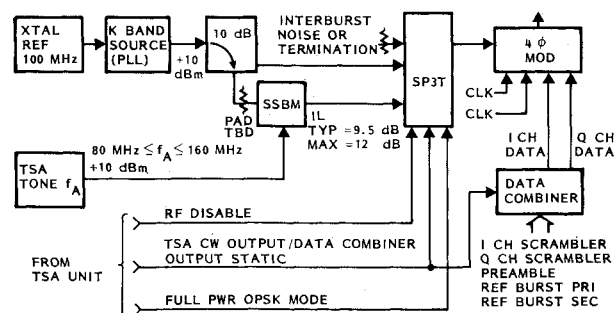 XTAL
REF
100 MHz
K BAND
SOURCE
(PLL)
+10
dBm
10 dB
INTERBURST
NOISE OR
TERMINATION
SP3T
4 φ
MOD
CLK
CLK
PAD
TBD
SSBM
IL
TYP =9.5 dB
MAX =12 dB
I CH
DATA
Q CH
DATA
80 MHz ≤ fA ≤ 160 MHz
+10 dBm
TSA
TONE fA
DATA
COMBINER
RF DISABLE
TSA CW OUTPUT/DATA COMBINER
OUTPUT STATIC
FROM
TSA UNIT
FULL PWR OPSK MODE
I CH SCRAMBLER
Q CH SCRAMBLER
PREAMBLE
REF BURST PRI
REF BURST SEC